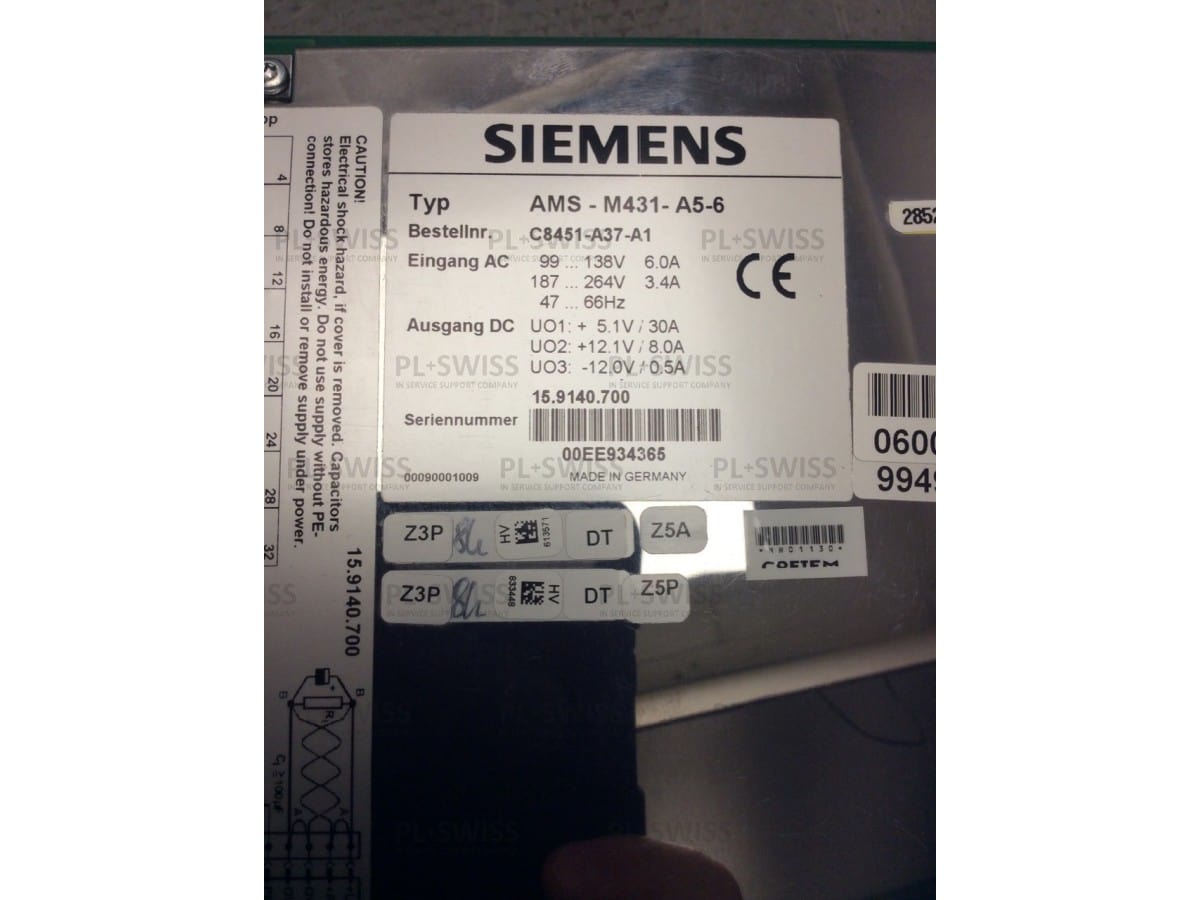 SIEMENS
Typ AMS - M431- A5-6
Bestellnr. C8451-A37-A1
Eingang AC 99 ... 138V 6.0A
187 ... 264V 3.4A
47 ... 66Hz
CE
Ausgang DC UO1: + 5.1V / 30A
UO2: +12.1V / 8.0A
UO3: -12.0V / 0.5A
15.9140.700
Seriennummer
00EE934365
00090001009 MADE IN GERMANY
Z3P HV DT Z5A
Z3P 833448 HV DT Z5P
CAUTION!
Electrical shock hazard, if cover is removed. Capacitors
stores hazardous energy. Do not use supply without PE-
connection! Do not install or remove supply under power.
15.9140.700
4
8
12
16
20
24
28
32
B
B
+
A
A
PL+SWISS
IN SERVICE SUPPORT COMPANY